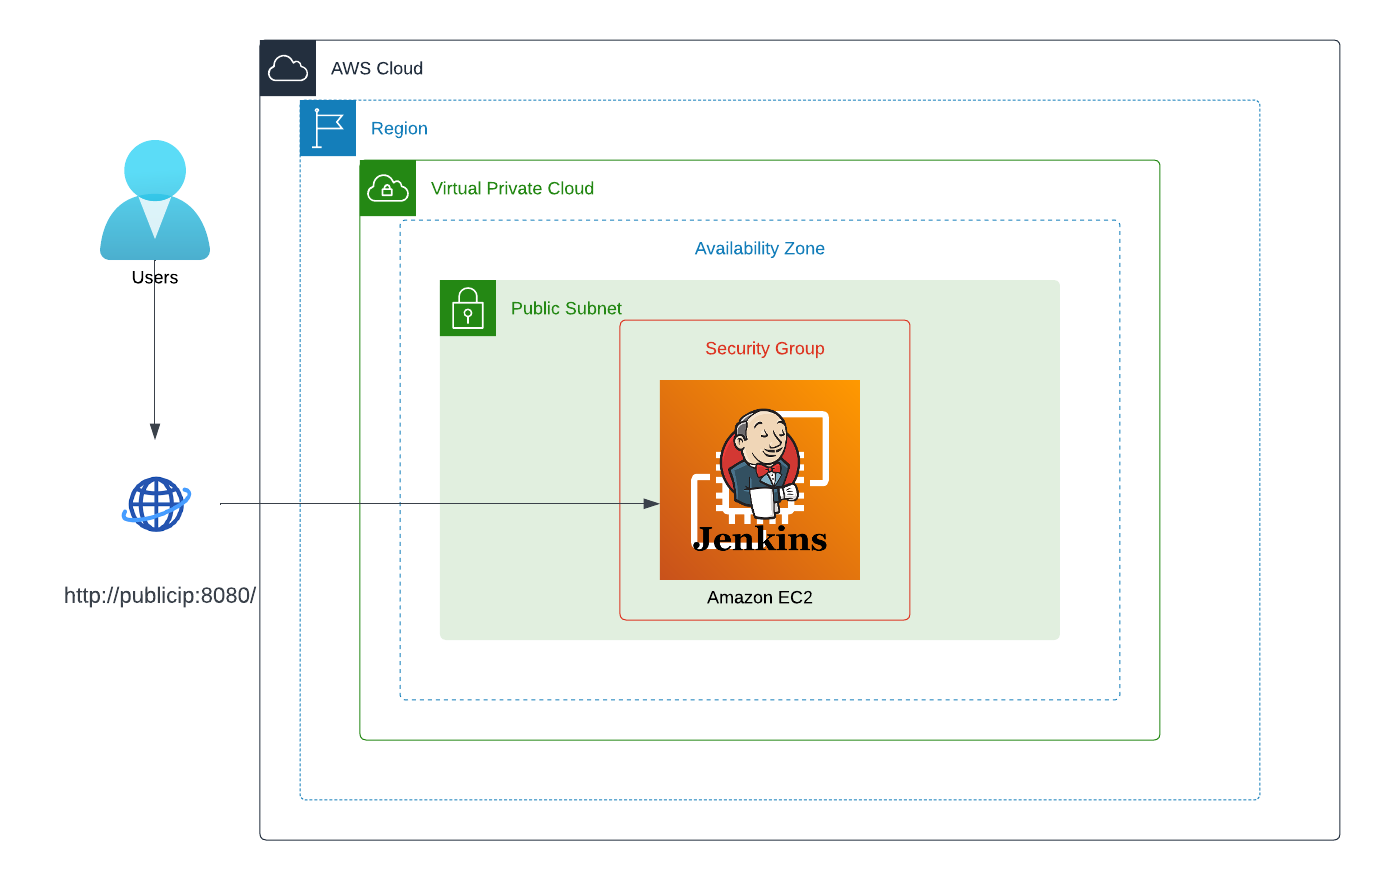 AWS Cloud
Region
Virtual Private Cloud
Availability Zone
Public Subnet
Security Group
Jenkins
Amazon EC2
Users
http://publicip:8080/